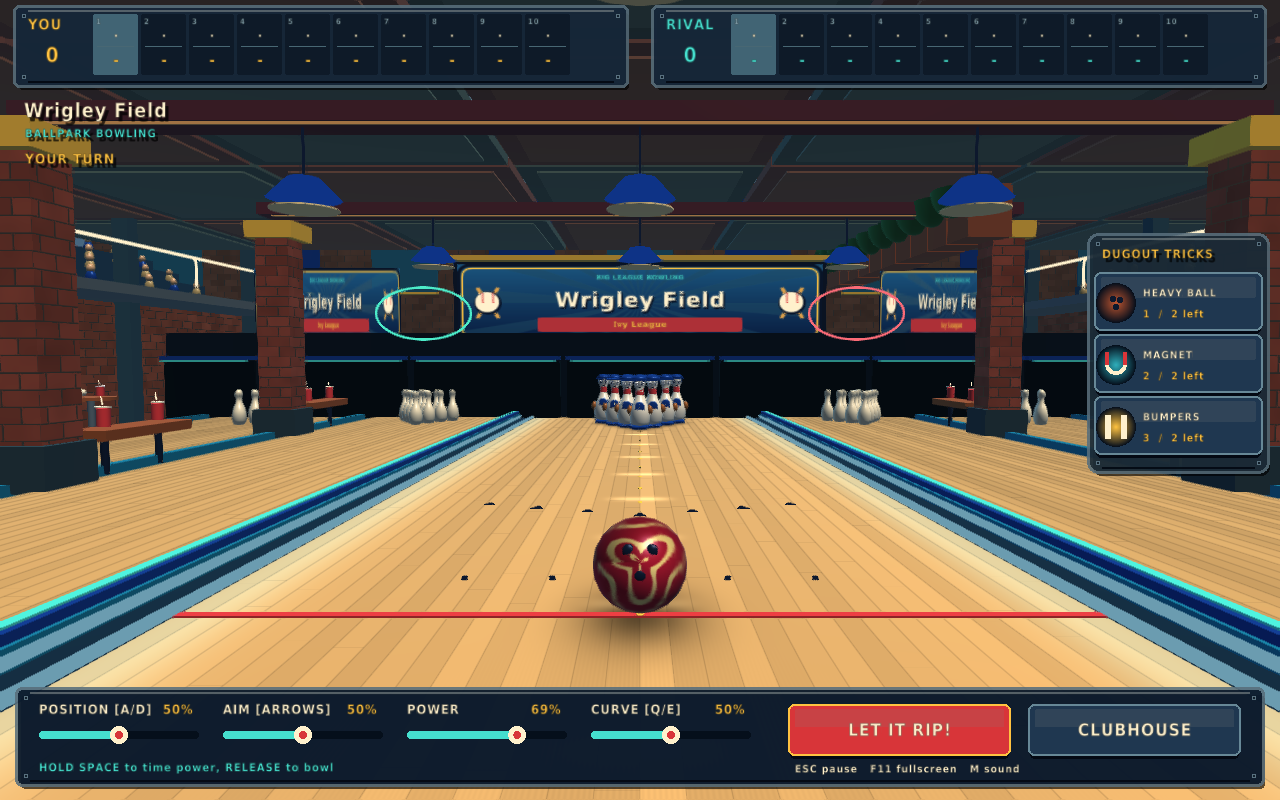 YOU
0
1 2 3 4 5 6 7 8 9 10
RIVAL
0
1 2 3 4 5 6 7 8 9 10
Wrigley Field
BALLPARK BOWLING
YOUR TURN
BIG LEAGUE BOWLING
Wrigley Field
Ivy League
rigley Field
Ivy League
Wrigley Fie
DUGOUT TRICKS
HEAVY BALL
1 / 2 left
MAGNET
2 / 2 left
BUMPERS
3 / 2 left
POSITION [A/D] 50%
AIM [ARROWS] 50%
POWER 69%
CURVE [Q/E] 50%
LET IT RIP!
CLUBHOUSE
HOLD SPACE to time power, RELEASE to bowl
ESC pause F11 fullscreen M sound